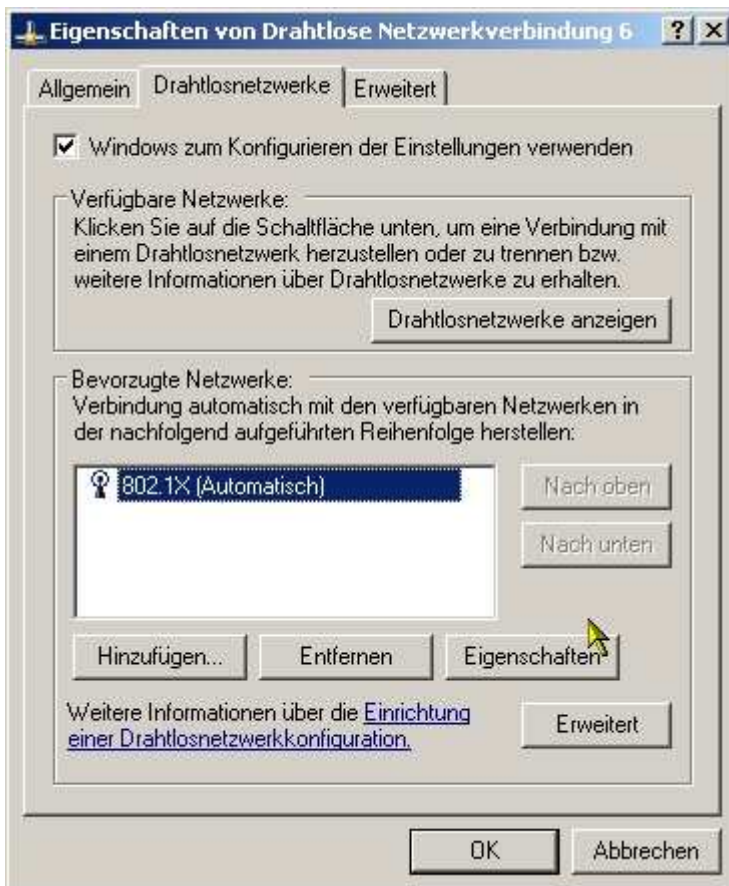 Eigenschaften von Drahtlose Netzwerkverbindung 6
Allgemein Drahtlosnetzwerke Erweitert
Windows zum Konfigurieren der Einstellungen verwenden
Verfügbare Netzwerke:
Klicken Sie auf die Schaltfläche unten, um eine Verbindung mit
einem Drahtlosnetzwerk herzustellen oder zu trennen bzw.
weitere Informationen über Drahtlosnetzwerke zu erhalten.
Drahtlosnetzwerke anzeigen
Bevorzugte Netzwerke:
Verbindung automatisch mit den verfügbaren Netzwerken in
der nachfolgend aufgeführten Reihenfolge herstellen:
802.1X (Automatisch)
Nach oben
Nach unten
Hinzufügen... Entfernen Eigenschaften
Weitere Informationen über die Einrichtung
einer Drahtlosnetzwerkkonfiguration.
Erweitert
OK Abbrechen